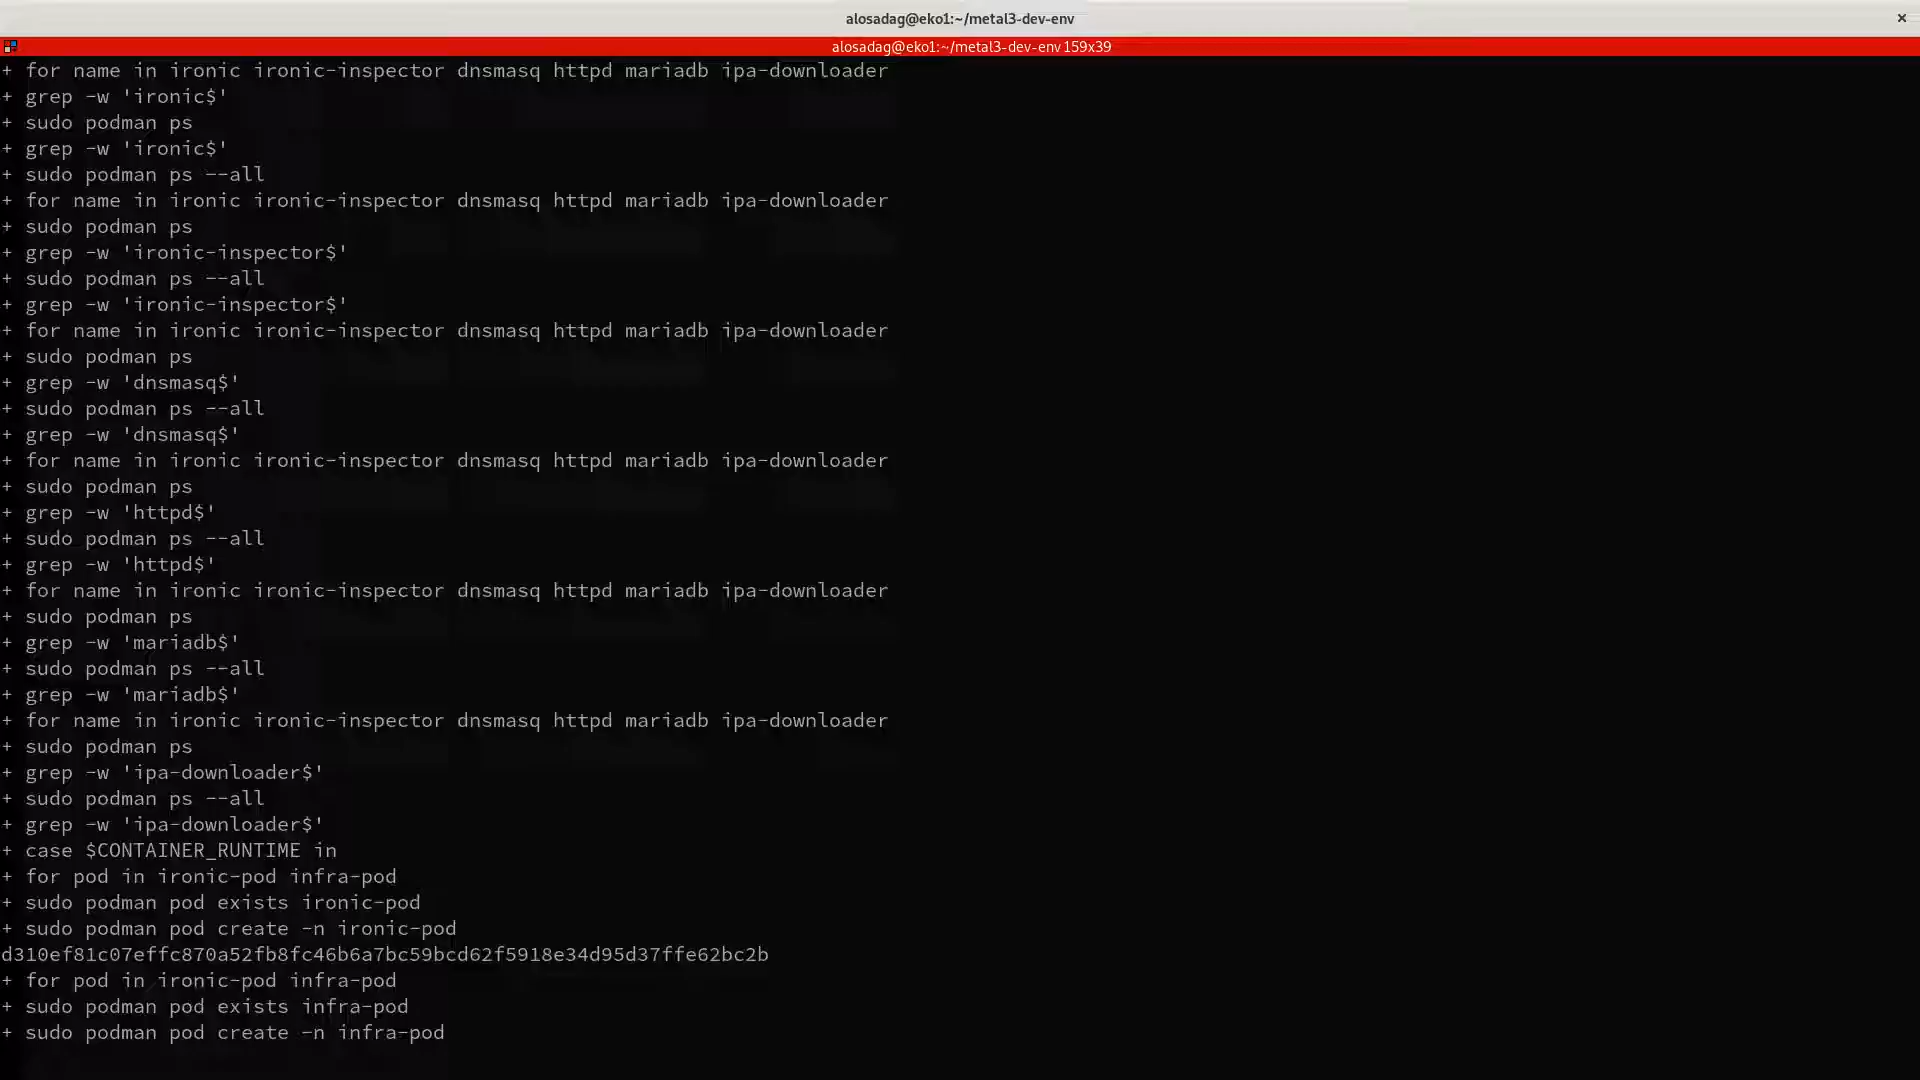 alosadag@eko1:~/metal3-dev-env
alosadag@eko1:~/metal3-dev-env 159x39
+ for name in ironic ironic-inspector dnsmasq httpd mariadb ipa-downloader
+ grep -w 'ironic$'
+ sudo podman ps
+ grep -w 'ironic$'
+ sudo podman ps --all
+ for name in ironic ironic-inspector dnsmasq httpd mariadb ipa-downloader
+ sudo podman ps
+ grep -w 'ironic-inspector$'
+ sudo podman ps --all
+ grep -w 'ironic-inspector$'
+ for name in ironic ironic-inspector dnsmasq httpd mariadb ipa-downloader
+ sudo podman ps
+ grep -w 'dnsmasq$'
+ sudo podman ps --all
+ grep -w 'dnsmasq$'
+ for name in ironic ironic-inspector dnsmasq httpd mariadb ipa-downloader
+ sudo podman ps
+ grep -w 'httpd$'
+ sudo podman ps --all
+ grep -w 'httpd$'
+ for name in ironic ironic-inspector dnsmasq httpd mariadb ipa-downloader
+ sudo podman ps
+ grep -w 'mariadb$'
+ sudo podman ps --all
+ grep -w 'mariadb$'
+ for name in ironic ironic-inspector dnsmasq httpd mariadb ipa-downloader
+ sudo podman ps
+ grep -w 'ipa-downloader$'
+ sudo podman ps --all
+ grep -w 'ipa-downloader$'
+ case $CONTAINER_RUNTIME in
+ for pod in ironic-pod infra-pod
+ sudo podman pod exists ironic-pod
+ sudo podman pod create -n ironic-pod
d310ef81c07effc870a52fb8fc46b6a7bc59bcd62f5918e34d95d37ffe62bc2b
+ for pod in ironic-pod infra-pod
+ sudo podman pod exists infra-pod
+ sudo podman pod create -n infra-pod